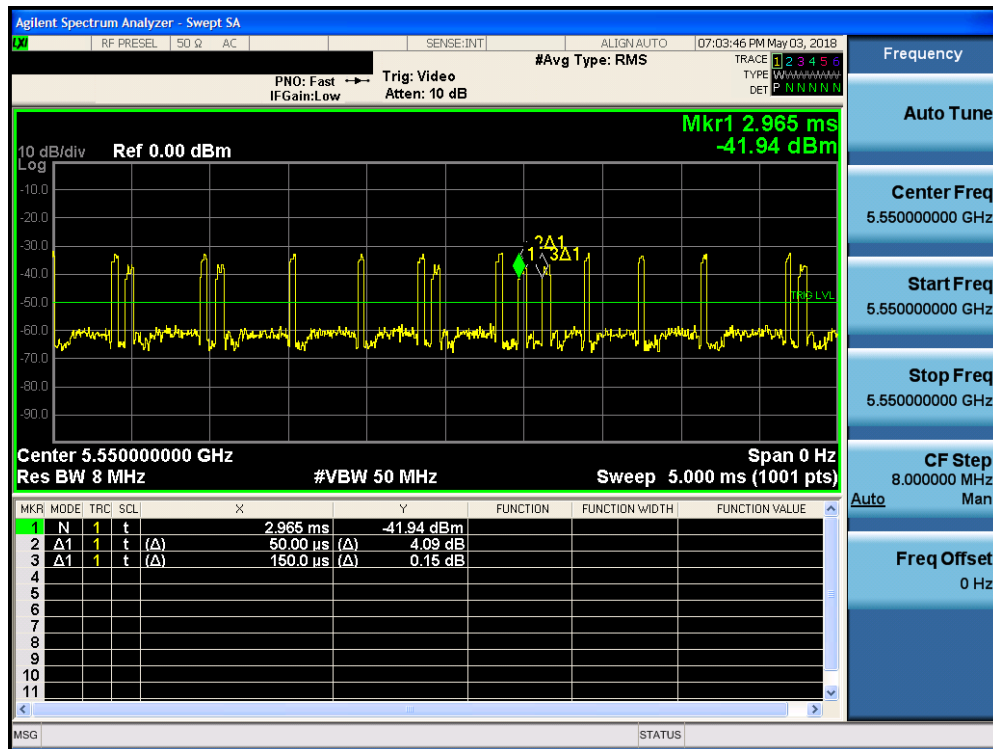 Agilent Spectrum Analyzer - Swept SA
LXI RF PRESEL 50 Ω AC SENSE:INT ALIGN AUTO 07:03:46 PM May 03, 2018
Frequency
#Avg Type: RMS
TRACE 1 2 3 4 5 6
TYPE WWWWWW
DET P N N N N N
PNO: Fast
IFGain:Low
Trig: Video
Atten: 10 dB
Auto Tune
Mkr1 2.965 ms
-41.94 dBm
10 dB/div Ref 0.00 dBm
Log
-10.0
-20.0
-30.0
-40.0
-50.0
-60.0
-70.0
-80.0
-90.0
1
2Δ1
3Δ1
TRIG LVL
Center 5.550000000 GHz Span 0 Hz
Res BW 8 MHz #VBW 50 MHz Sweep 5.000 ms (1001 pts)
Center Freq
5.550000000 GHz
Start Freq
5.550000000 GHz
Stop Freq
5.550000000 GHz
CF Step
8.000000 MHz
Auto Man
Freq Offset
0 Hz
MKR MODE TRC SCL X Y FUNCTION FUNCTION WIDTH FUNCTION VALUE
1 N 1 t 2.965 ms -41.94 dBm
2 Δ1 1 t (Δ) 50.00 µs (Δ) 4.09 dB
3 Δ1 1 t (Δ) 150.0 µs (Δ) 0.15 dB
4
5
6
7
8
9
10
11
MSG STATUS